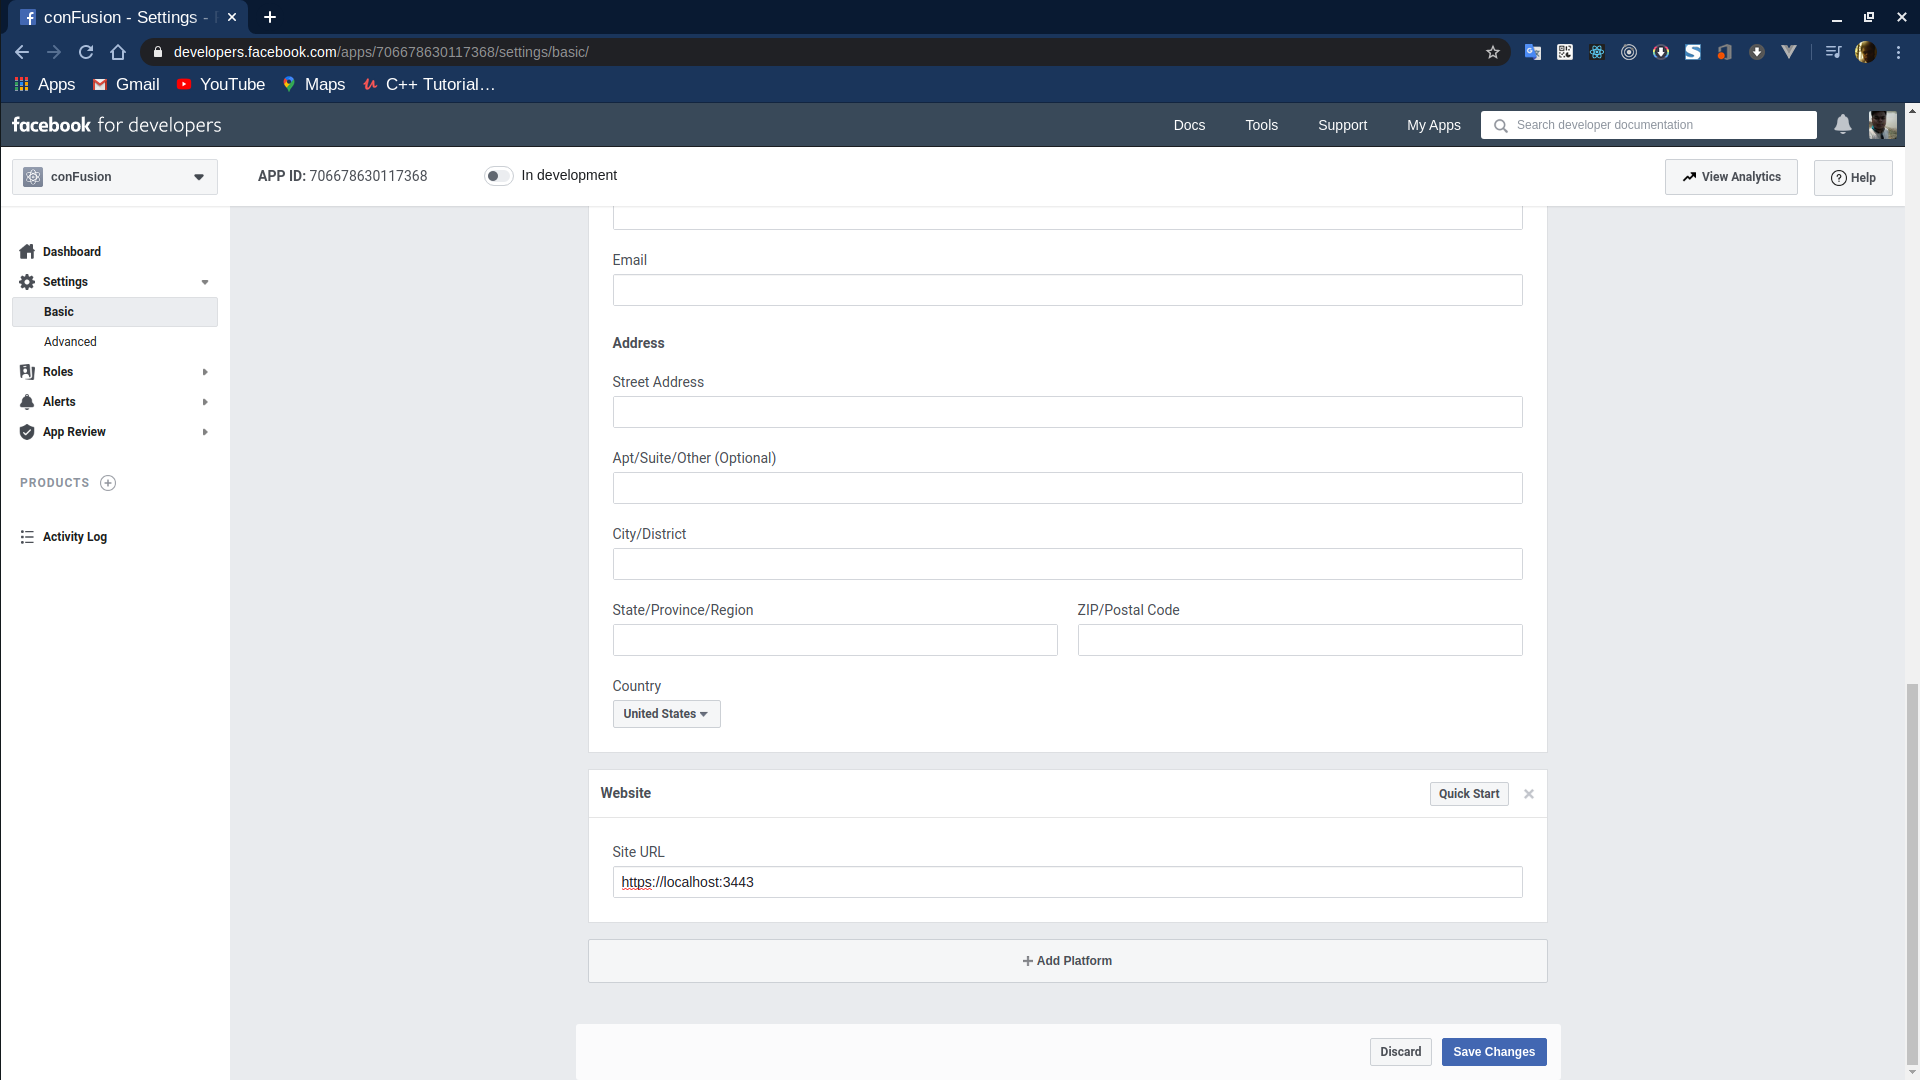 conFusion - Settings -
developers.facebook.com/apps/706678630117368/settings/basic/
Apps Gmail YouTube Maps C++ Tutorial…
facebook for developers Docs Tools Support My Apps Search developer documentation
conFusion APP ID: 706678630117368 In development View Analytics Help
Dashboard
Settings
Basic
Advanced
Roles
Alerts
App Review
PRODUCTS
Activity Log
Email
Address
Street Address
Apt/Suite/Other (Optional)
City/District
State/Province/Region ZIP/Postal Code
Country
United States
Website Quick Start
Site URL
https://localhost:3443
Add Platform
Discard Save Changes